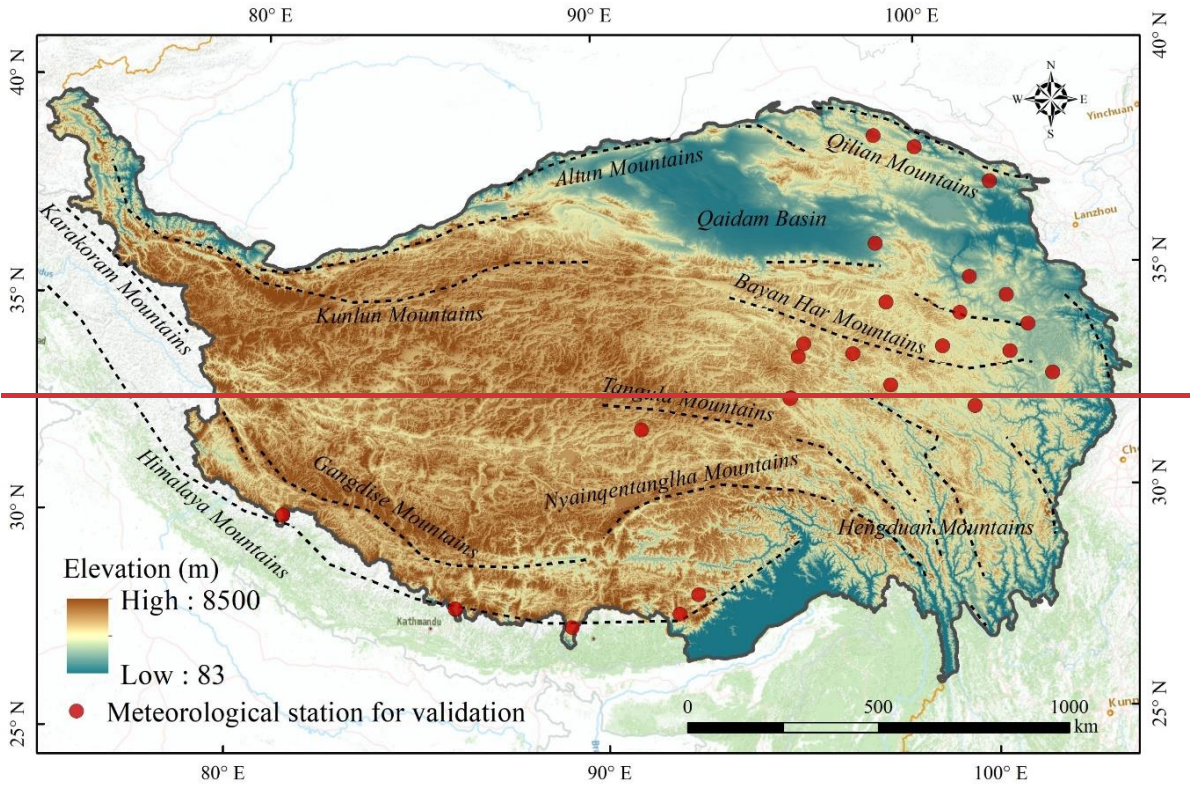 80° E 90° E 100° E
40° N
40° N
N
W E
S
Yinchuan
Qilian Mountains
Altun Mountains
Lanzhou
Karakoram Mountains
Qaidam Basin
35° N
35° N
Bayan Har Mountains
Kunlun Mountains
Tangula Mountains
Himalaya Mountains
Gangdise Mountains
Nyainqentanglha Mountains
30° N
30° N
Hengduan Mountains
Elevation (m)
High : 8500
Kathmandu
Low : 83
Meteorological station for validation
0 500 1000
km
25° N
25° N
80° E 90° E 100° E